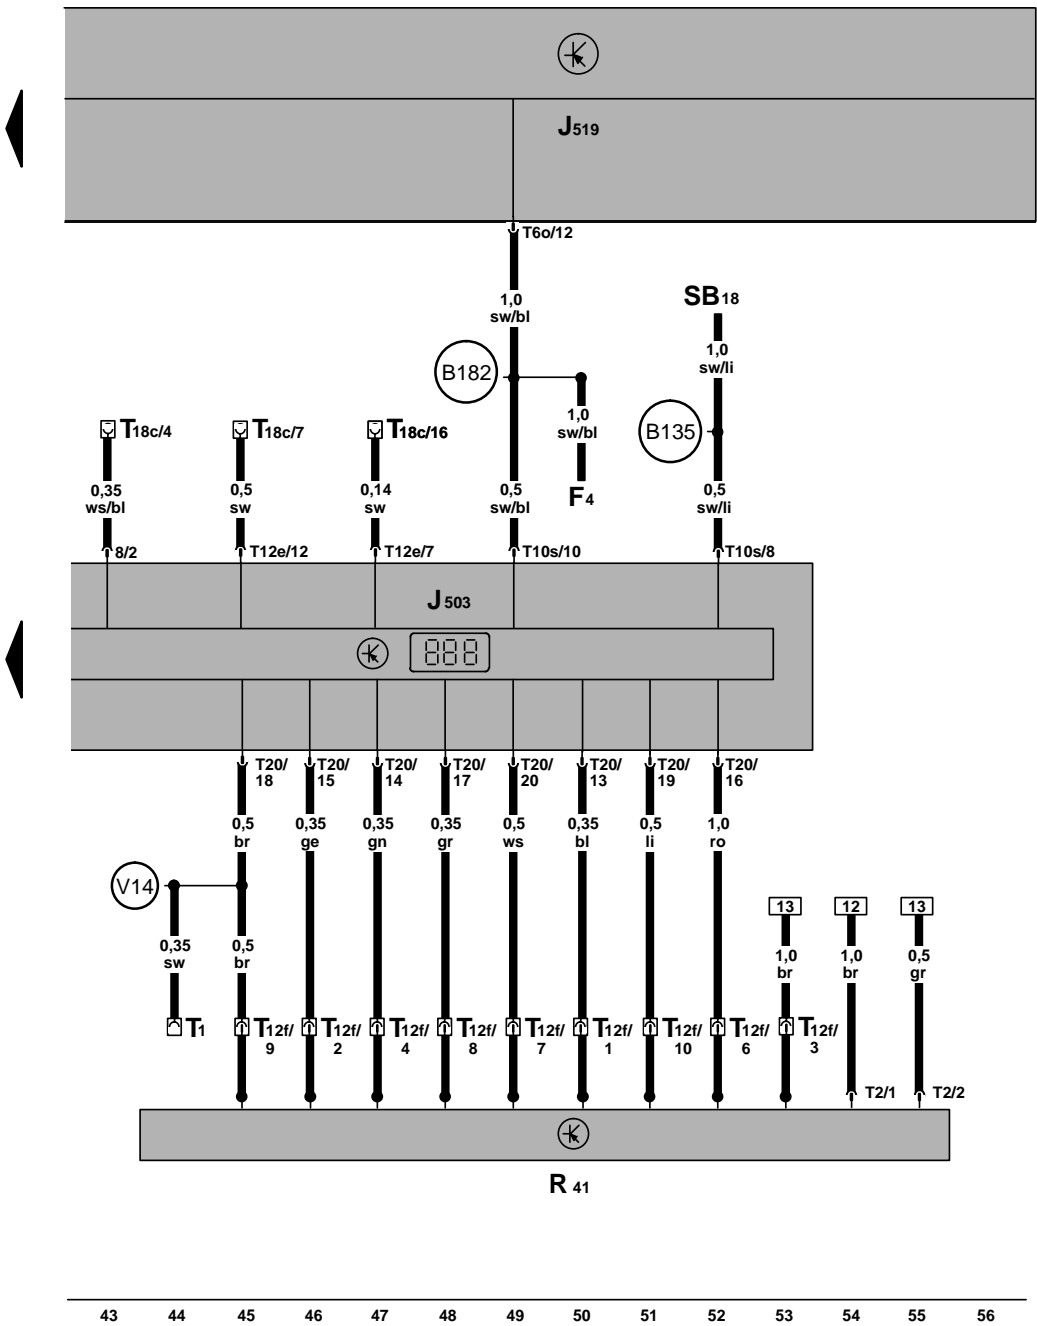 J519
T6o/12
1,0
sw/bl
SB18
1,0
sw/li
B182
1,0
sw/bl
B135
T18c/4
T18c/7
T18c/16
0,35
ws/bl
0,5
sw
0,14
sw
0,5
sw/bl
F4
0,5
sw/li
8/2
T12e/12
T12e/7
T10s/10
T10s/8
J 503
888
T20/
18
T20/
15
T20/
14
T20/
17
T20/
20
T20/
13
T20/
19
T20/
16
0,5
br
0,35
ge
0,35
gn
0,35
gr
0,5
ws
0,35
bl
0,5
li
1,0
ro
V14
13
12
13
0,35
sw
0,5
br
1,0
br
1,0
br
0,5
gr
T1
T12f/
9
T12f/
2
T12f/
4
T12f/
8
T12f/
7
T12f/
1
T12f/
10
T12f/
6
T12f/
3
T2/1
T2/2
R 41
43 44 45 46 47 48 49 50 51 52 53 54 55 56